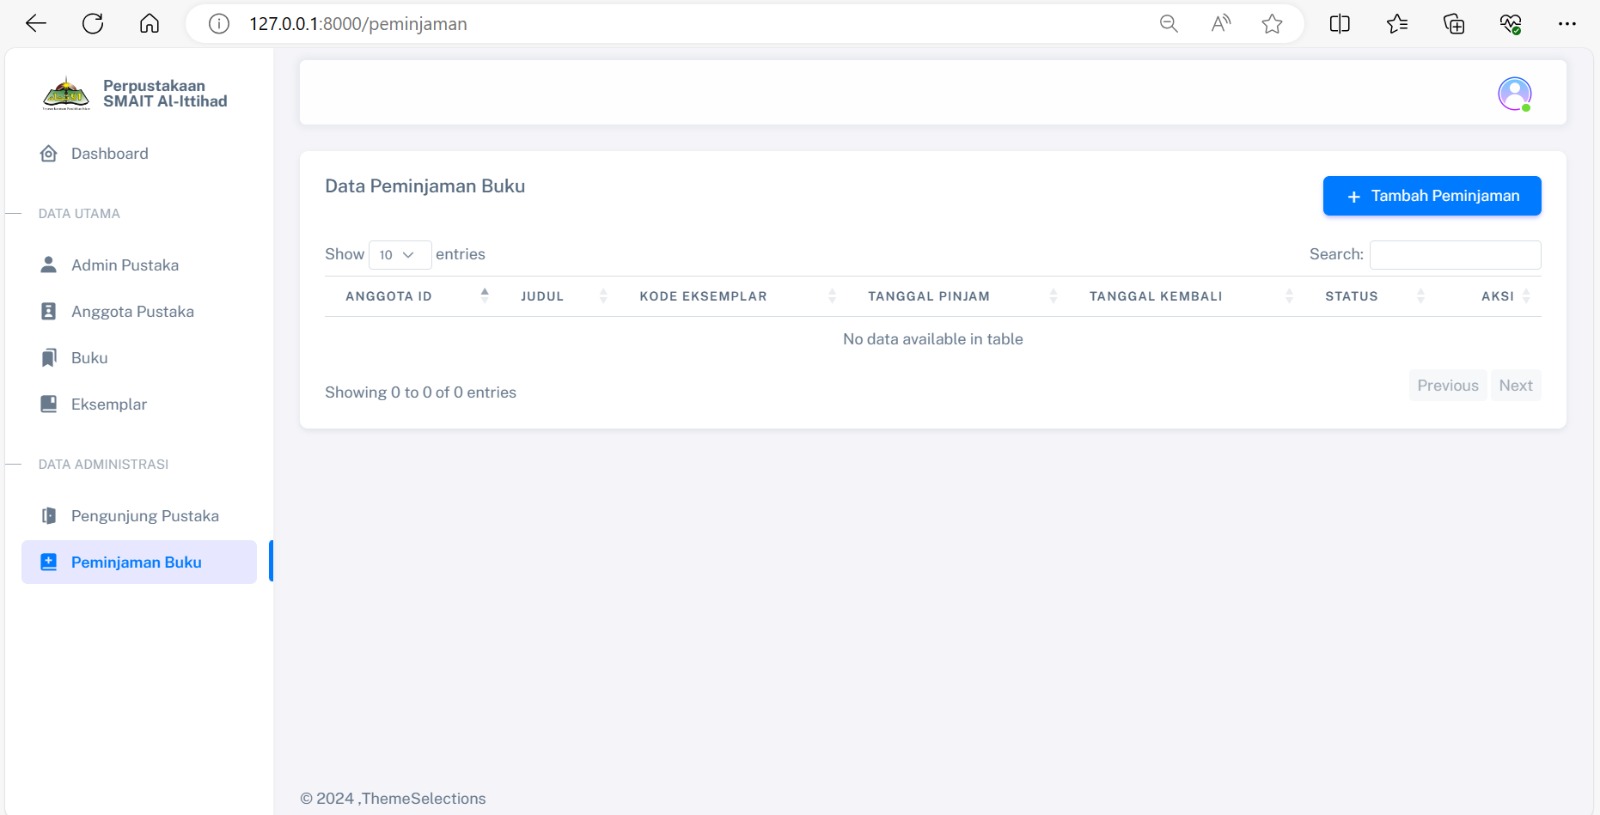 127.0.0.1:8000/peminjaman
Perpustakaan
SMAIT Al-Ittihad
Dashboard
DATA UTAMA
Admin Pustaka
Anggota Pustaka
Buku
Eksemplar
DATA ADMINISTRASI
Pengunjung Pustaka
Peminjaman Buku
Data Peminjaman Buku
+ Tambah Peminjaman
Show 10 entries
Search:
ANGGOTA ID JUDUL KODE EKSEMPLAR TANGGAL PINJAM TANGGAL KEMBALI STATUS AKSI
No data available in table
Showing 0 to 0 of 0 entries
Previous Next
© 2024 ,ThemeSelections